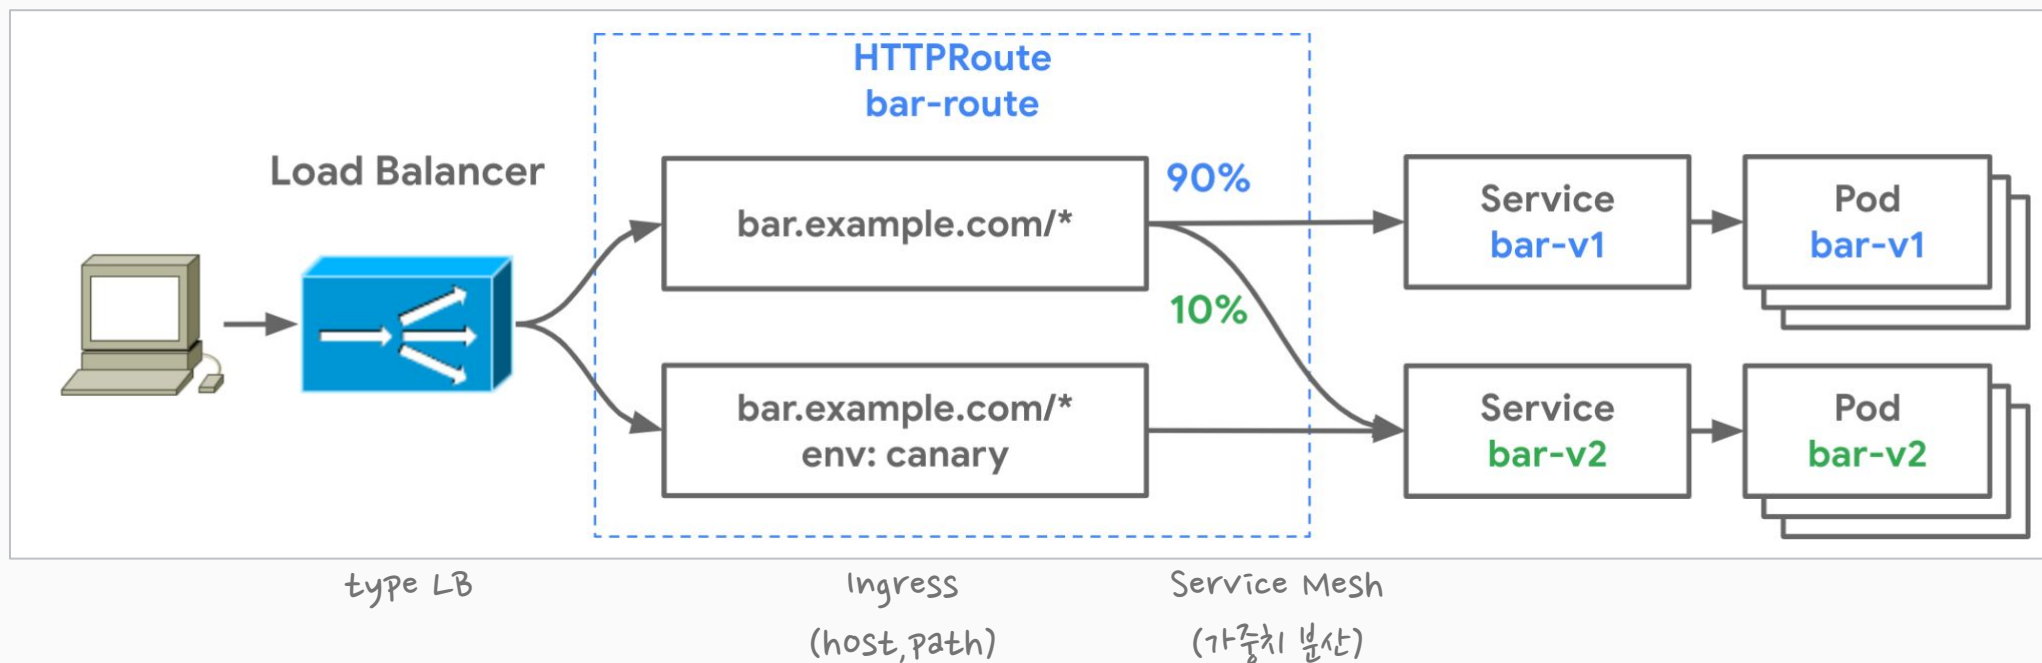 HTTPRoute
bar-route
Load Balancer
bar.example.com/*
90%
10%
Service
bar-v1
Pod
bar-v1
bar.example.com/*
env: canary
Service
bar-v2
Pod
bar-v2
type LB
Ingress
(host,path)
Service Mesh
(가중치 분산)